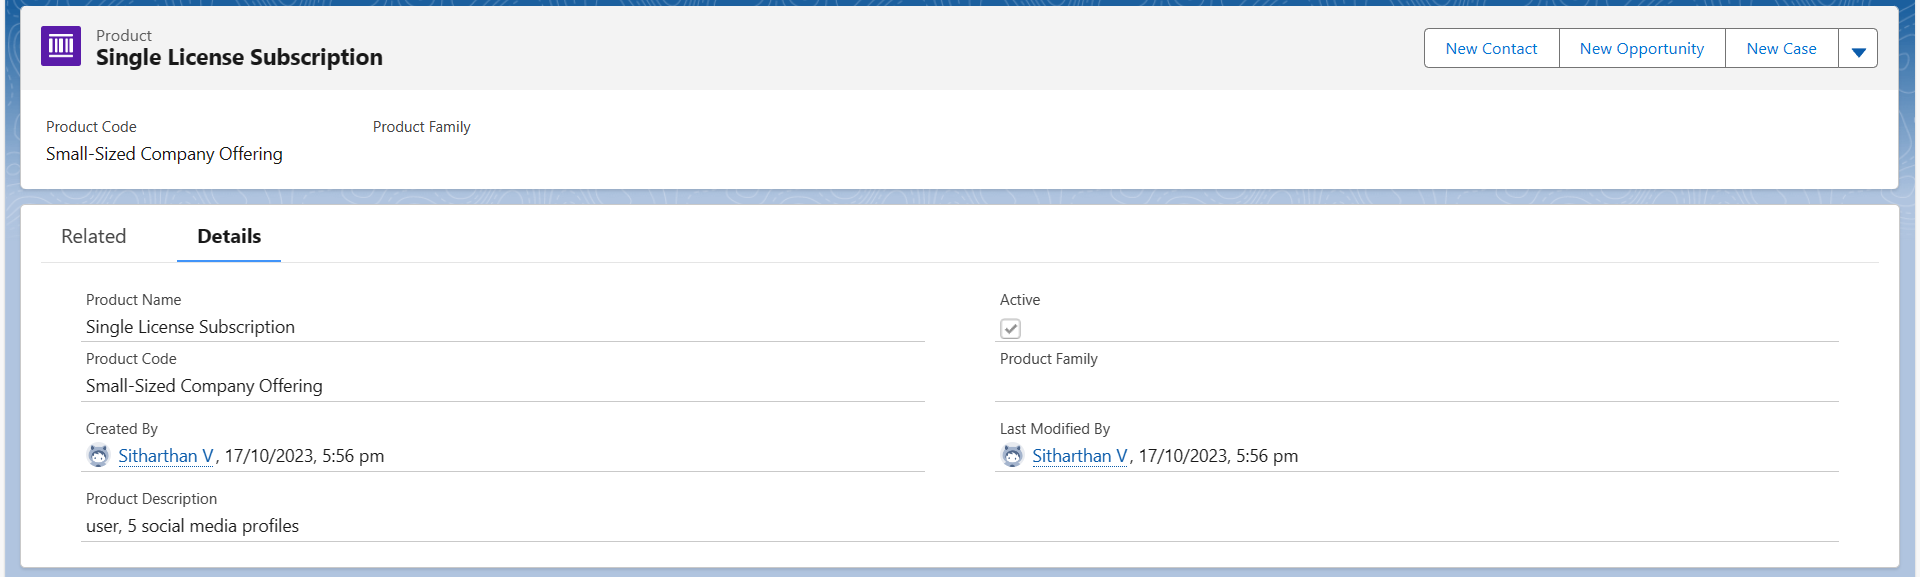 Product
Single License Subscription
New Contact
New Opportunity
New Case
Product Code
Product Family
Small-Sized Company Offering
Related
Details
Product Name
Active
Single License Subscription
Product Code
Product Family
Small-Sized Company Offering
Created By
Last Modified By
Sitharthan V, 17/10/2023, 5:56 pm
Sitharthan V, 17/10/2023, 5:56 pm
Product Description
user, 5 social media profiles